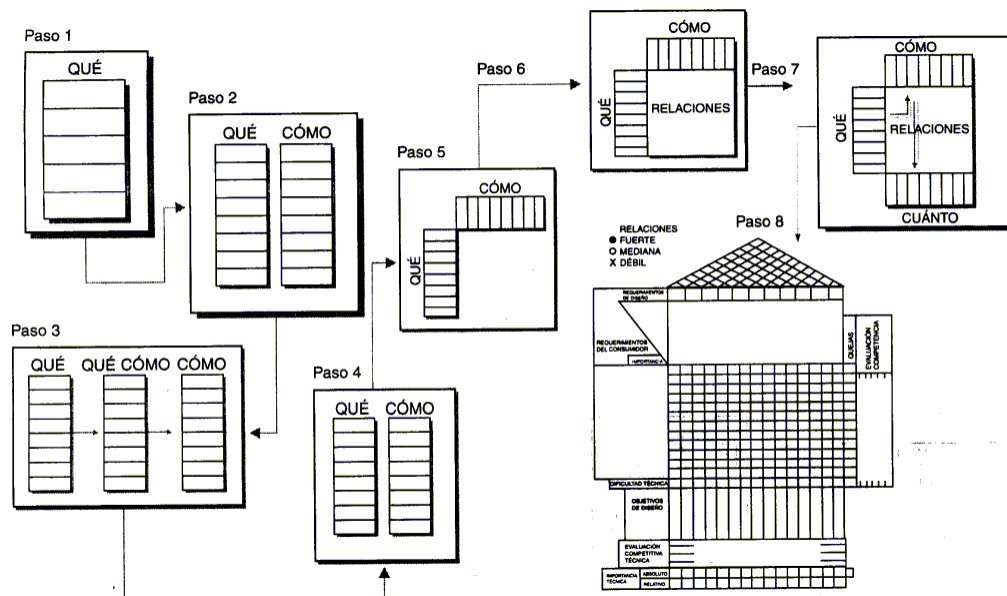 Paso 1
QUÉ
Paso 2
QUÉ CÓMO
Paso 3
QUÉ QUÉ CÓMO CÓMO
Paso 4
QUÉ CÓMO
Paso 5
CÓMO
QUÉ
Paso 6
CÓMO
QUÉ
RELACIONES
Paso 7
CÓMO
QUÉ
RELACIONES
CUÁNTO
Paso 8
RELACIONES
● FUERTE
O MEDIANA
X DÉBIL
REQUERIMIENTOS
DE DISEÑO
REQUERIMIENTOS
DEL CONSUMIDOR
IMPORTANCIA
QUEJAS
EVALUACIÓN
COMPETENCIA
DIFICULTAD TÉCNICA
OBJETIVOS
DE DISEÑO
EVALUACIÓN
COMPETITIVA
TÉCNICA
IMPORTANCIA
TÉCNICA
ABSOLUTO
RELATIVO